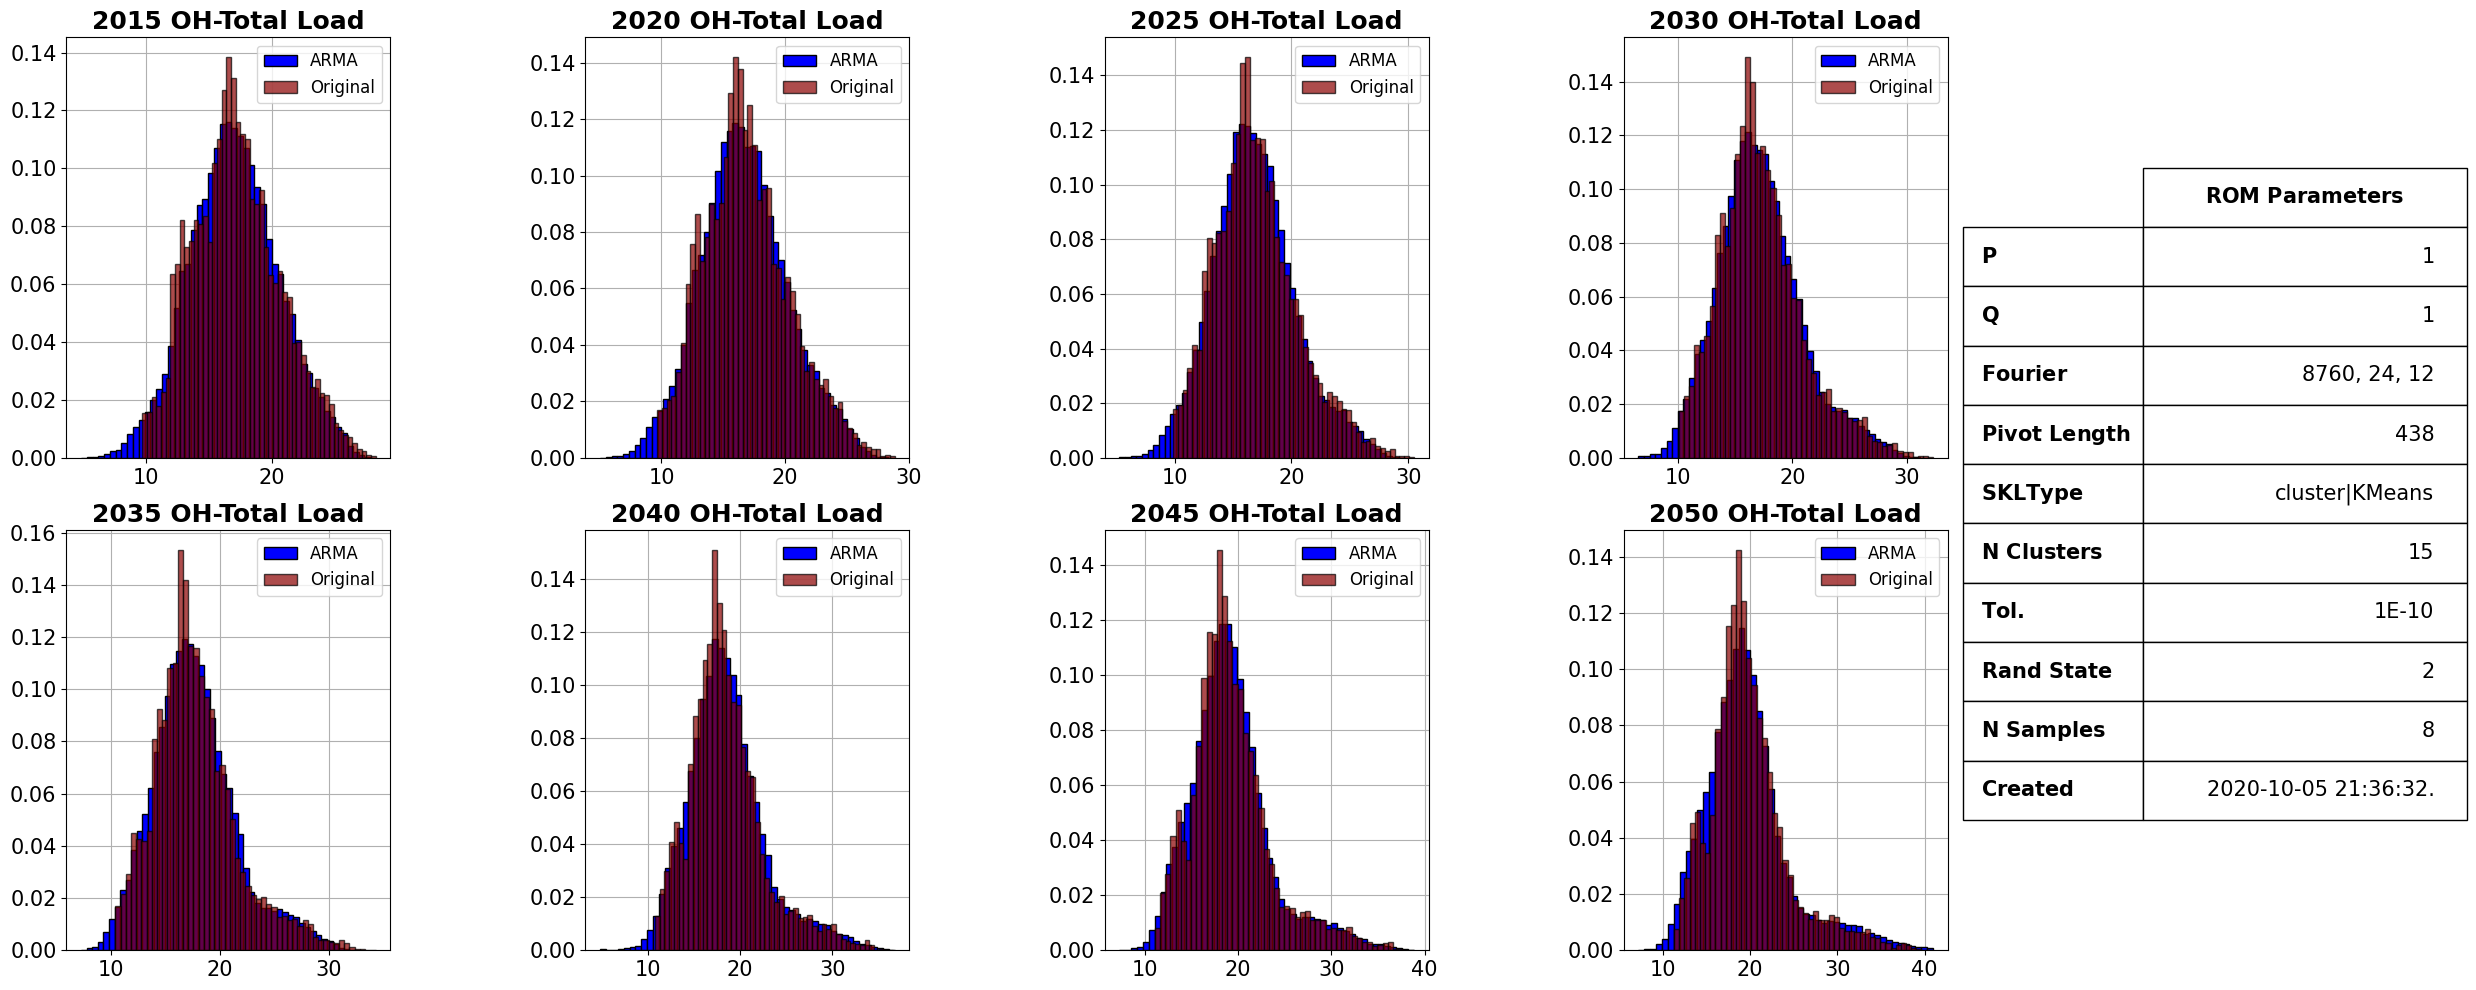 2015 OH-Total Load
0.14
0.12
0.10
0.08
0.06
0.04
0.02
0.00
10 20
ARMA
Original
2020 OH-Total Load
0.14
0.12
0.10
0.08
0.06
0.04
0.02
0.00
10 20 30
ARMA
Original
2025 OH-Total Load
0.14
0.12
0.10
0.08
0.06
0.04
0.02
0.00
10 20 30
ARMA
Original
2030 OH-Total Load
0.14
0.12
0.10
0.08
0.06
0.04
0.02
0.00
10 20 30
ARMA
Original
2035 OH-Total Load
0.16
0.14
0.12
0.10
0.08
0.06
0.04
0.02
0.00
10 20 30
ARMA
Original
2040 OH-Total Load
0.14
0.12
0.10
0.08
0.06
0.04
0.02
0.00
10 20 30
ARMA
Original
2045 OH-Total Load
0.14
0.12
0.10
0.08
0.06
0.04
0.02
0.00
10 20 30 40
ARMA
Original
2050 OH-Total Load
0.14
0.12
0.10
0.08
0.06
0.04
0.02
0.00
10 20 30 40
ARMA
Original
ROM Parameters
P 1
Q 1
Fourier 8760, 24, 12
Pivot Length 438
SKLType cluster|KMeans
N Clusters 15
Tol. 1E-10
Rand State 2
N Samples 8
Created 2020-10-05 21:36:32.